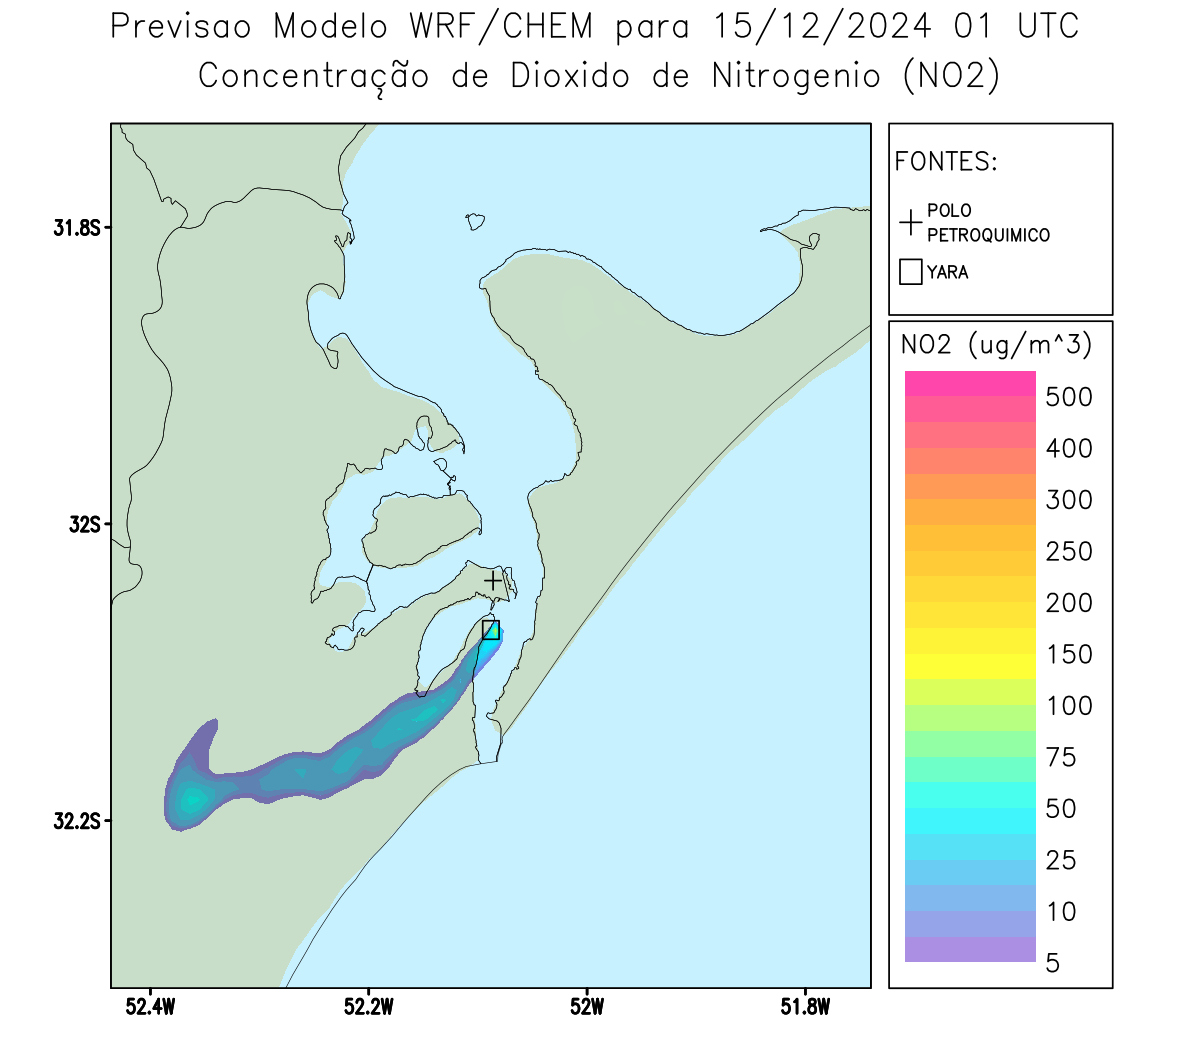 Previsao Modelo WRF/CHEM para 15/12/2024 01 UTC
Concentração de Dioxido de Nitrogenio (NO2)
FONTES:
POLO
PETROQUIMICO
YARA
31.8S
32S
32.2S
52.4W
52.2W
52W
51.8W
NO2 (ug/m^3)
500
400
300
250
200
150
100
75
50
25
10
5